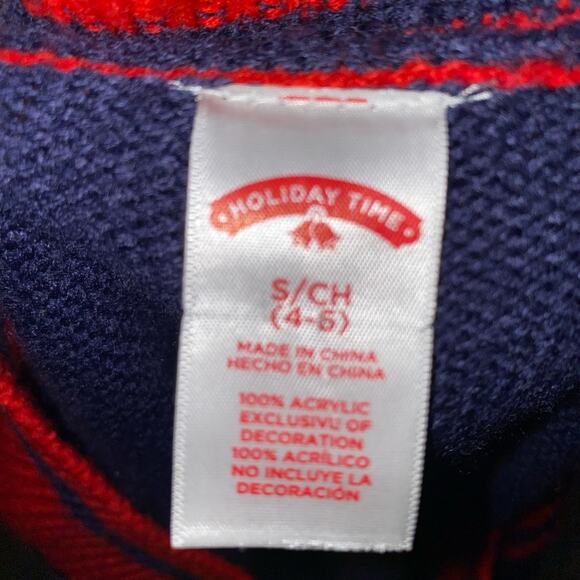 HOLIDAY TIME
S/CH
(4-6)
MADE IN CHINA
HECHO EN CHINA
100% ACRYLIC
EXCLUSIVU OF
DECORATION
100% ACRÍLICO
NO INCLUYE LA
DECORACIÓN